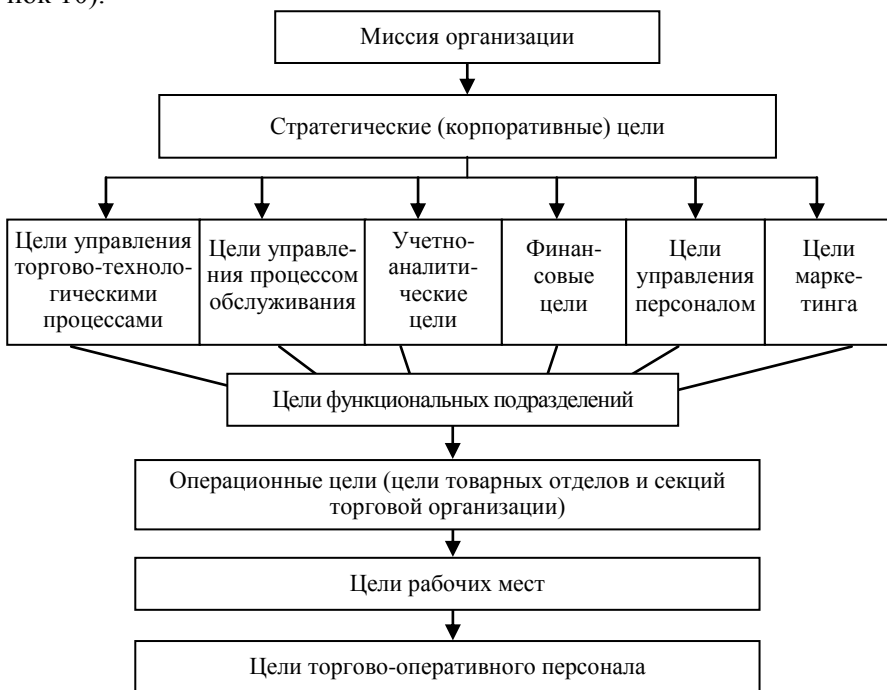 нок 10).
Миссия организации
Стратегические (корпоративные) цели
Цели управления
торгово-техноло-
гическими
процессами
Цели управле-
ния процессом
обслуживания
Учетно-
аналити-
ческие
цели
Финан-
совые
цели
Цели
управления
персоналом
Цели
марке-
тинга
Цели функциональных подразделений
Операционные цели (цели товарных отделов и секций
торговой организации)
Цели рабочих мест
Цели торгово-оперативного персонала